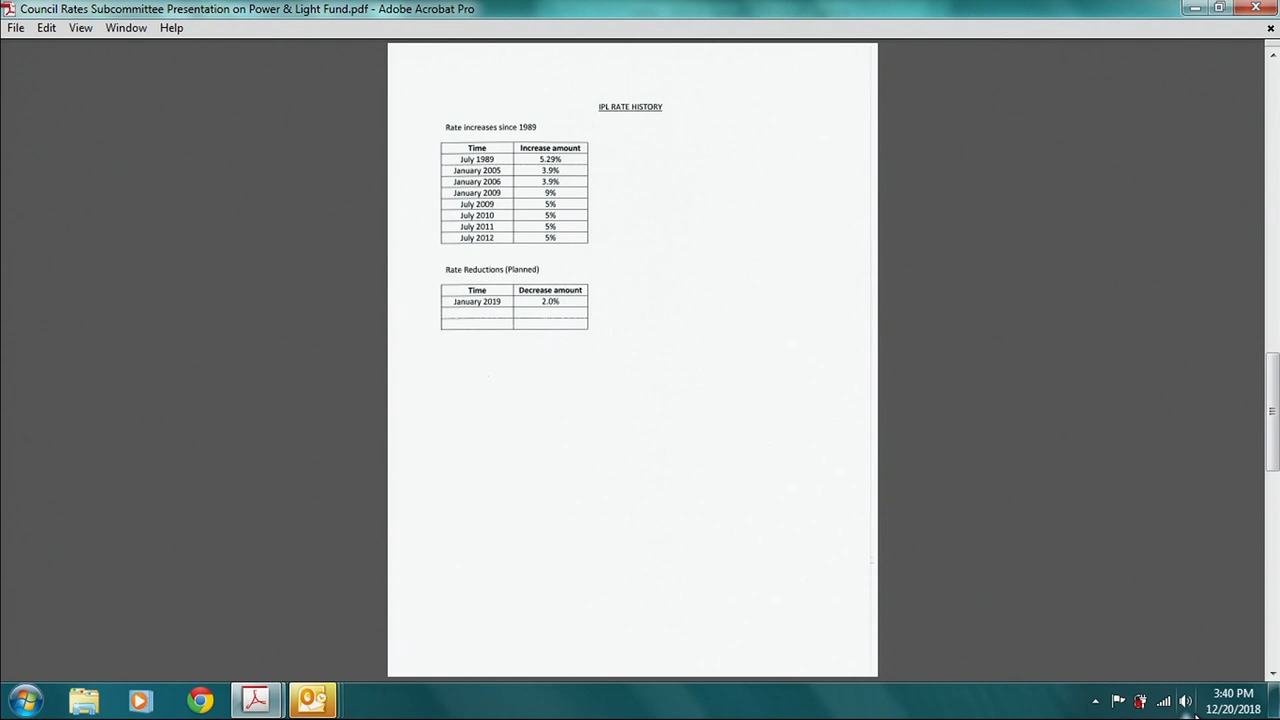 Council Rates Subcommittee Presentation on Power & Light Fund.pdf - Adobe Acrobat Pro
File Edit View Window Help
IPL RATE HISTORY
Rate increases since 1989
Time Increase amount
July 1989 5.29%
January 2005 3.9%
January 2006 3.9%
January 2009 9%
July 2009 5%
July 2010 5%
July 2011 5%
July 2012 5%
Rate Reductions (Planned)
Time Decrease amount
January 2019 2.0%
3:40 PM
12/20/2018